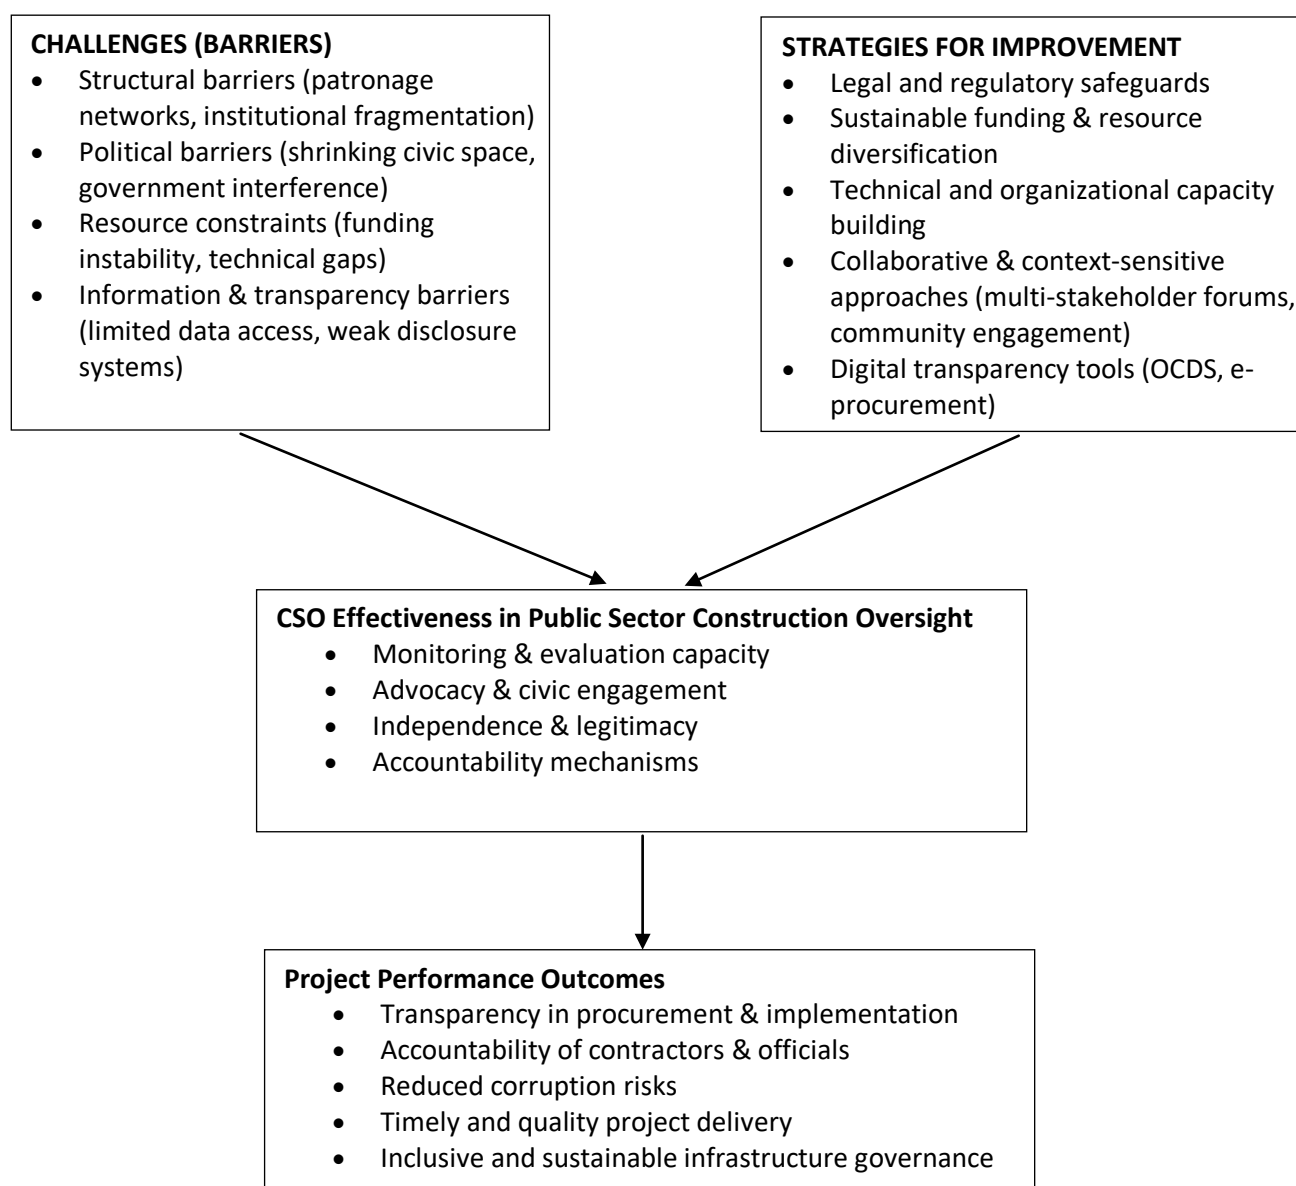 CHALLENGES (BARRIERS)
• Structural barriers (patronage
networks, institutional fragmentation)
• Political barriers (shrinking civic space,
government interference)
• Resource constraints (funding
instability, technical gaps)
• Information & transparency barriers
(limited data access, weak disclosure
systems)
STRATEGIES FOR IMPROVEMENT
• Legal and regulatory safeguards
• Sustainable funding & resource
diversification
• Technical and organizational capacity
building
• Collaborative & context-sensitive
approaches (multi-stakeholder forums,
community engagement)
• Digital transparency tools (OCDS, e-
procurement)
CSO Effectiveness in Public Sector Construction Oversight
• Monitoring & evaluation capacity
• Advocacy & civic engagement
• Independence & legitimacy
• Accountability mechanisms
Project Performance Outcomes
• Transparency in procurement & implementation
• Accountability of contractors & officials
• Reduced corruption risks
• Timely and quality project delivery
• Inclusive and sustainable infrastructure governance